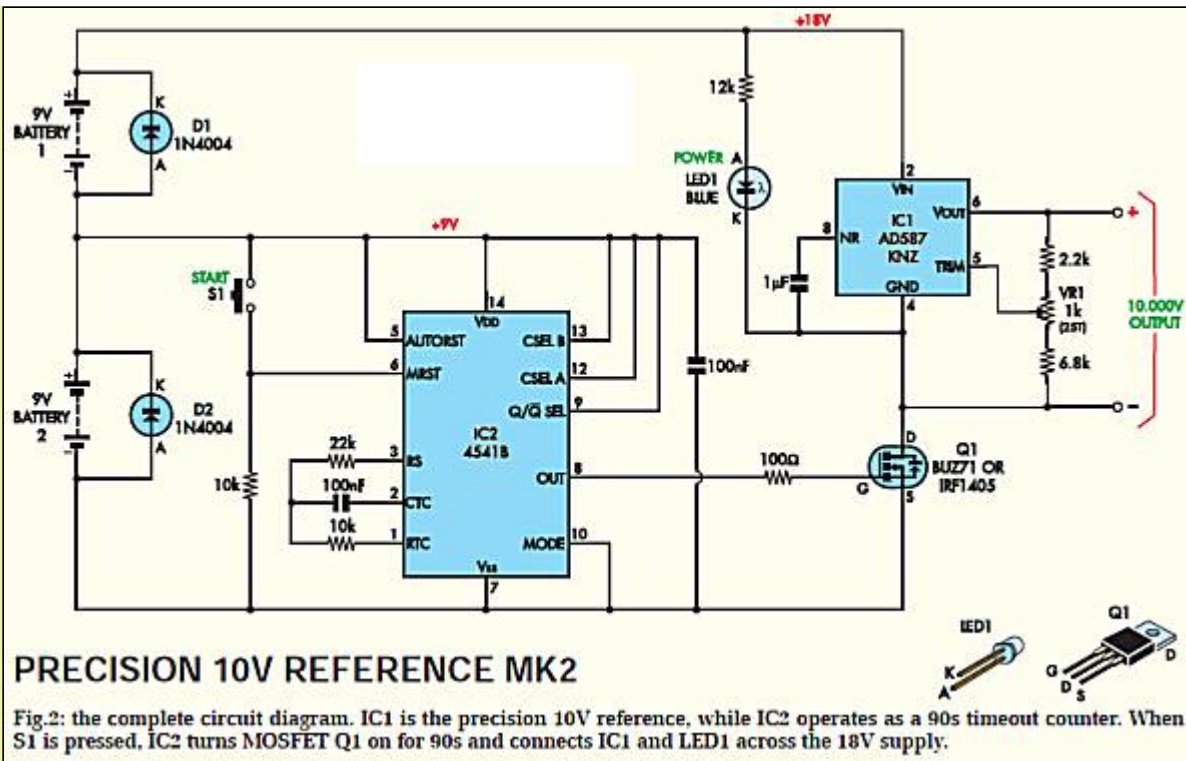 +18V
12k
9V
BATTERY
1
+
-
K
D1
1N4004
A
POWER
A
LED1
BLUE
λ
K
2
VIN
IC1
AD587
KNZ
VOUT
6
8
NR
TRIM
5
GND
4
1µF
+
2.2k
VR1
1k
(25T)
6.8k
-
10.000V
OUTPUT
+9V
START
S1
14
VDD
5
AUTORST
CSEL B
13
6
MRST
CSEL A
12
Q/Q̅ SEL
9
100nF
9V
BATTERY
2
+
-
K
D2
1N4004
A
IC2
4541B
22k
3
RS
100nF
2
CTC
10k
1
RTC
10k
OUT
8
100Ω
MODE
10
VSS
7
D
G
S
Q1
BUZ71 OR
IRF1405
LED1
K
A
Q1
G
D
S
D
PRECISION 10V REFERENCE MK2
Fig.2: the complete circuit diagram. IC1 is the precision 10V reference, while IC2 operates as a 90s timeout counter. When
S1 is pressed, IC2 turns MOSFET Q1 on for 90s and connects IC1 and LED1 across the 18V supply.